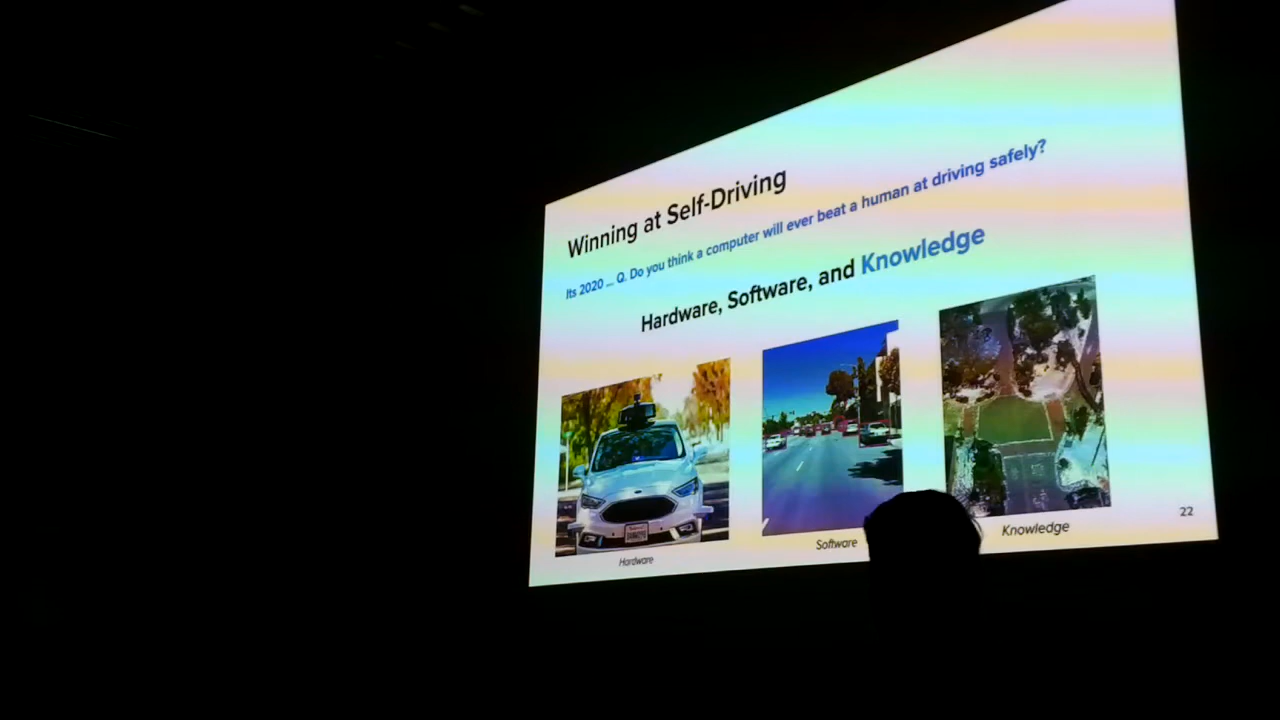 Winning at Self-Driving
Its 2020 ... Q. Do you think a computer will ever beat a human at driving safely?
Hardware, Software, and Knowledge
Hardware
Software
Knowledge
22